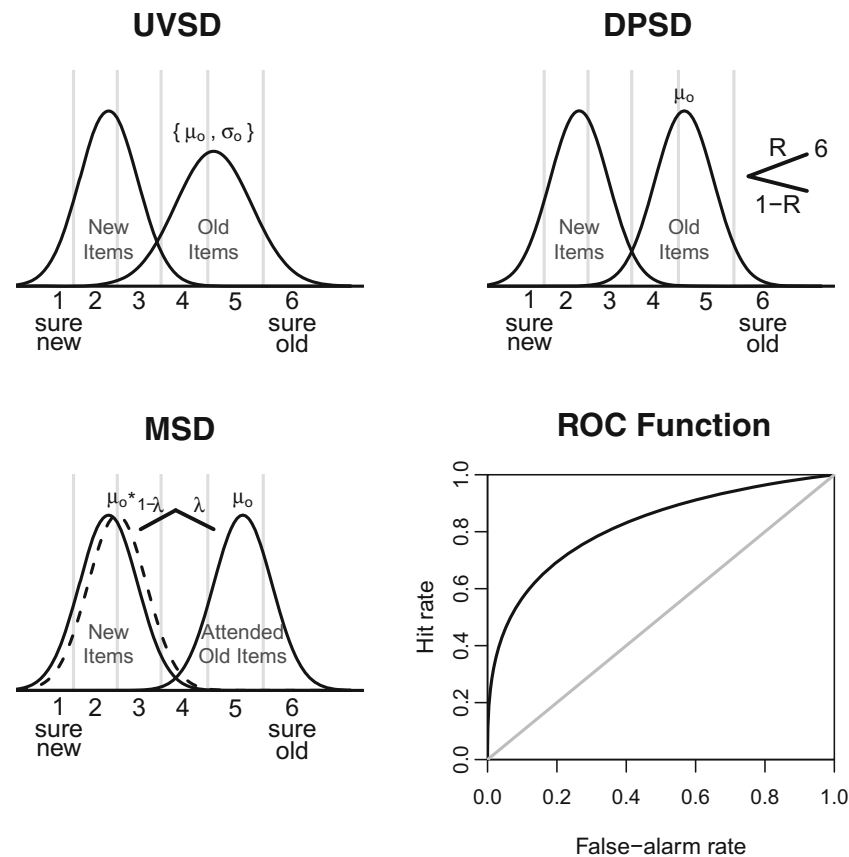 UVSD
{ μo , σo }
New
Items
Old
Items
1 2 3 4 5 6
sure
new
sure
old
DPSD
μo
R 6
1−R
New
Items
Old
Items
1 2 3 4 5 6
sure
new
sure
old
MSD
μo* 1−λ λ μo
New
Items
Attended
Old Items
1 2 3 4 5 6
sure
new
sure
old
ROC Function
Hit rate
0.0 0.2 0.4 0.6 0.8 1.0
0.0 0.2 0.4 0.6 0.8 1.0
False−alarm rate